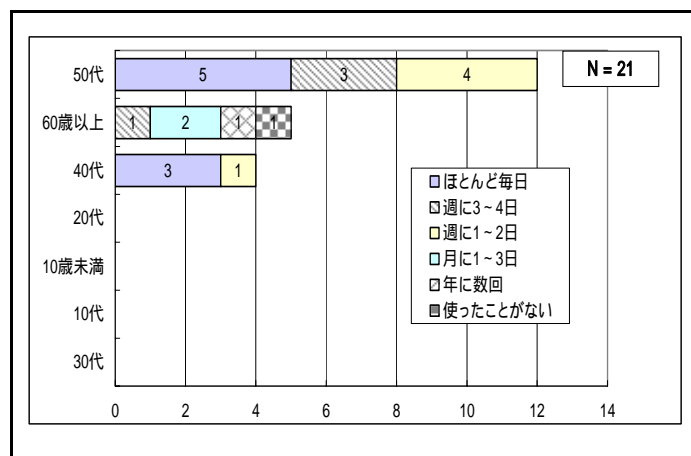 N = 21
50代
5 3 4
60歳以上
1 2 1 1
40代
3 1
20代
10歳未満
10代
30代
0 2 4 6 8 10 12 14
ほとんど毎日
週に3～4日
週に1～2日
月に1～3日
年に数回
使ったことがない